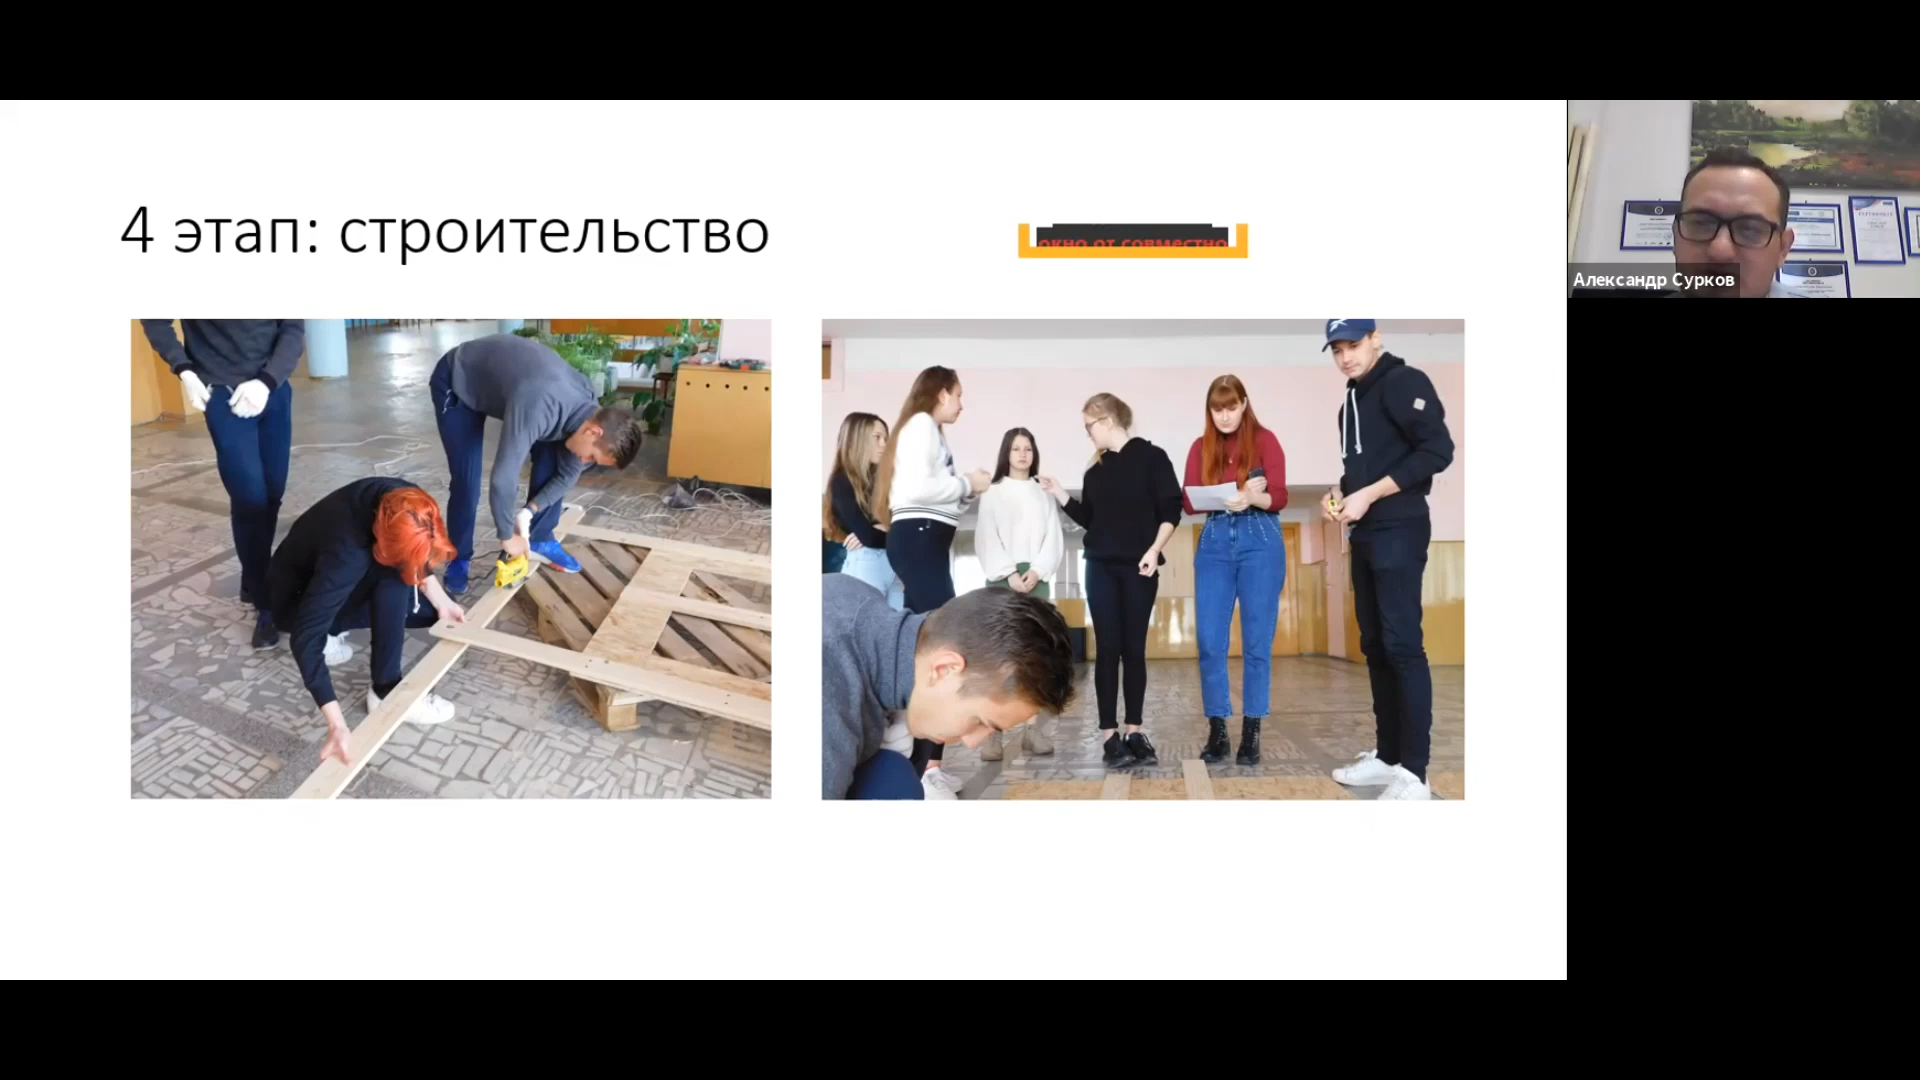 4 этап: строительство
окно от совместно
Александр Сурков